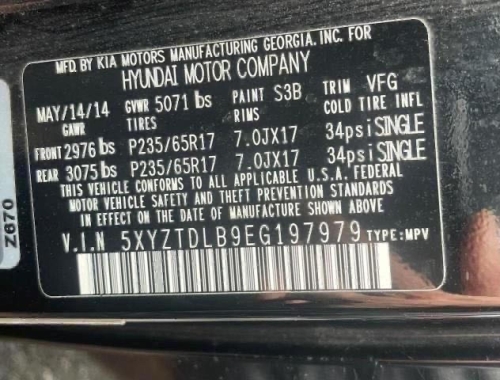 MFD. BY KIA MOTORS MANUFACTURING GEORGIA. INC. FOR
HYUNDAI MOTOR COMPANY
MAY/14/14 GVWR 5071 lbs PAINT S3B TRIM VFG
GAWR TIRES RIMS COLD TIRE INFL
FRONT 2976 lbs P235/65R17 7.0JX17 34psi SINGLE
REAR 3075 lbs P235/65R17 7.0JX17 34psi SINGLE
THIS VEHICLE CONFORMS TO ALL APPLICABLE U.S.A. FEDERAL
MOTOR VEHICLE SAFETY AND THEFT PREVENTION STANDARDS
IN EFFECT ON THE DATE OF MANUFACTURE SHOWN ABOVE.
V.I.N 5XYZTDLB9EG197979 TYPE:MPV
Z670